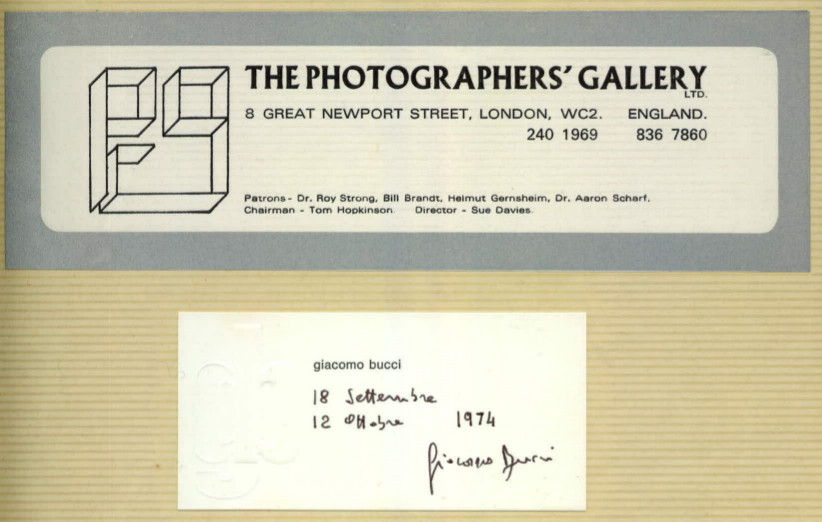 PG
THE PHOTOGRAPHERS' GALLERY
LTD.
8 GREAT NEWPORT STREET, LONDON, WC2. ENGLAND.
240 1969 836 7860
Patrons - Dr. Roy Strong, Bill Brandt, Helmut Gernsheim, Dr. Aaron Scharf,
Chairman - Tom Hopkinson Director - Sue Davies.
giacomo bucci
18 Settembre
12 Ottobre 1974
Giacomo Bucci